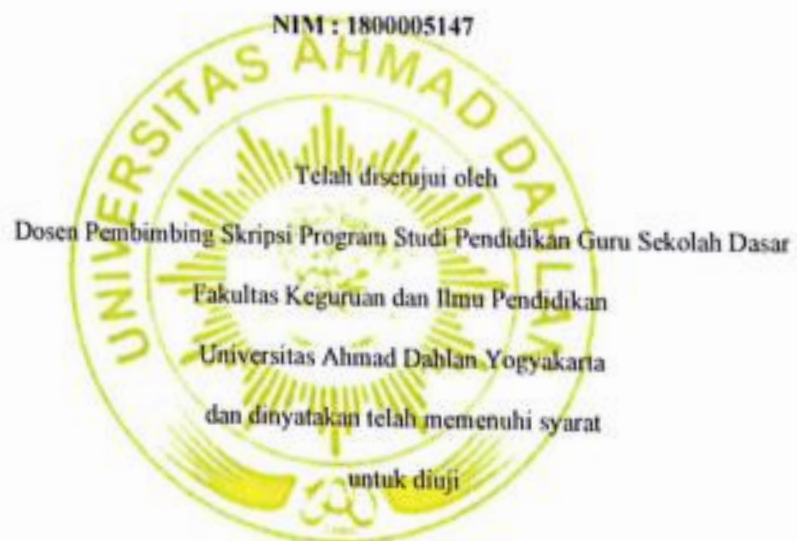 NIM : 1800005147
UNIVERSITAS AHMAD DAHLAN
Telah disetujui oleh
Dosen Pembimbing Skripsi Program Studi Pendidikan Guru Sekolah Dasar
Fakultas Keguruan dan Ilmu Pendidikan
Universitas Ahmad Dahlan Yogyakarta
dan dinyatakan telah memenuhi syarat
untuk diuji